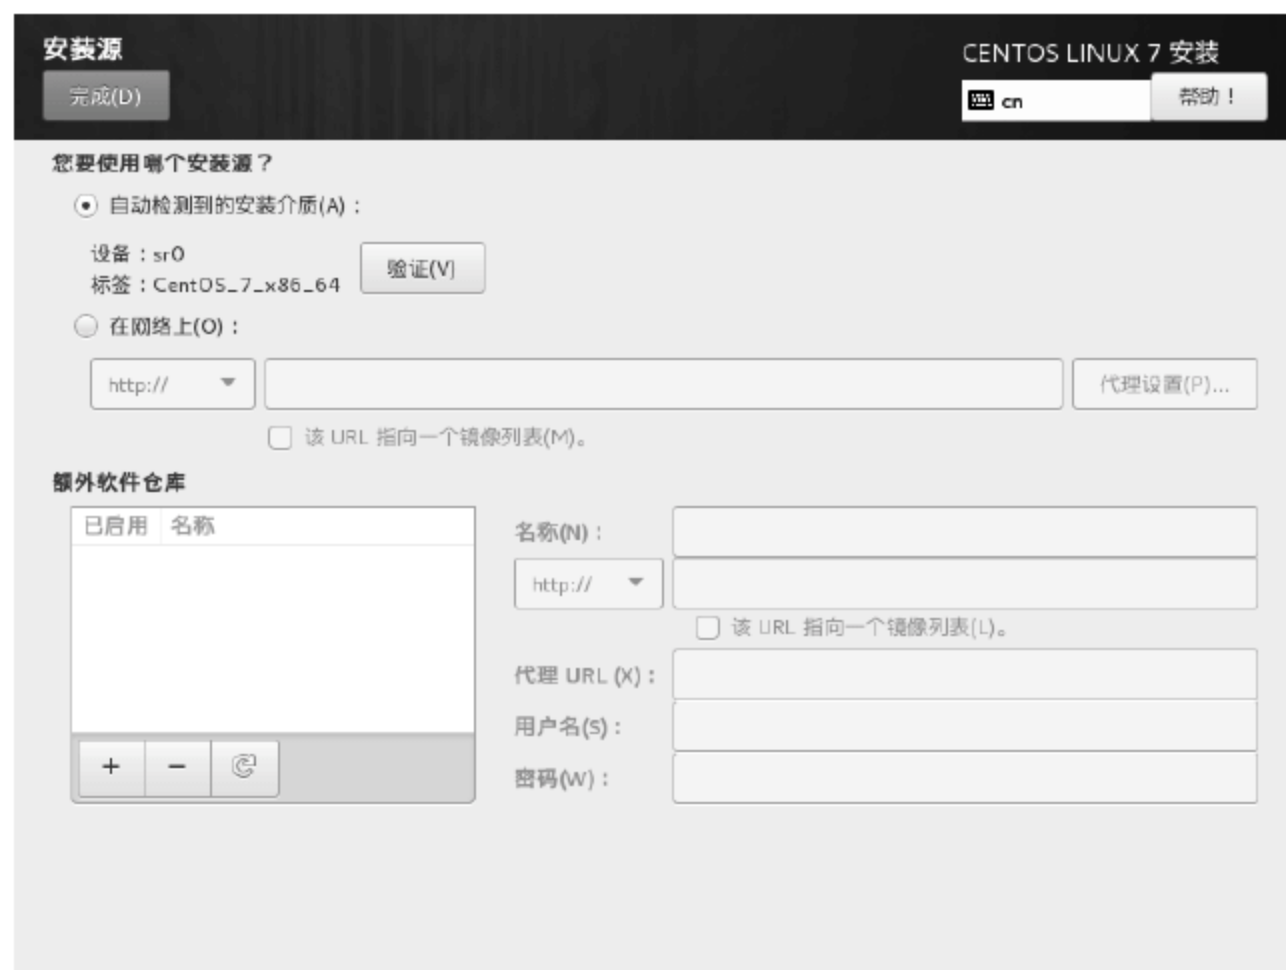 安装源
CENTOS LINUX 7 安装
完成(D)
cn
帮助！
您要使用哪个安装源？
自动检测到的安装介质(A)：
设备：sr0
标签：CentOS_7_x86_64
验证(V)
在网络上(O)：
http://
代理设置(P)...
该 URL 指向一个镜像列表(M)。
额外软件仓库
已启用 名称
名称(N)：
http://
该 URL 指向一个镜像列表(L)。
代理 URL (X)：
用户名(S)：
密码(W)：